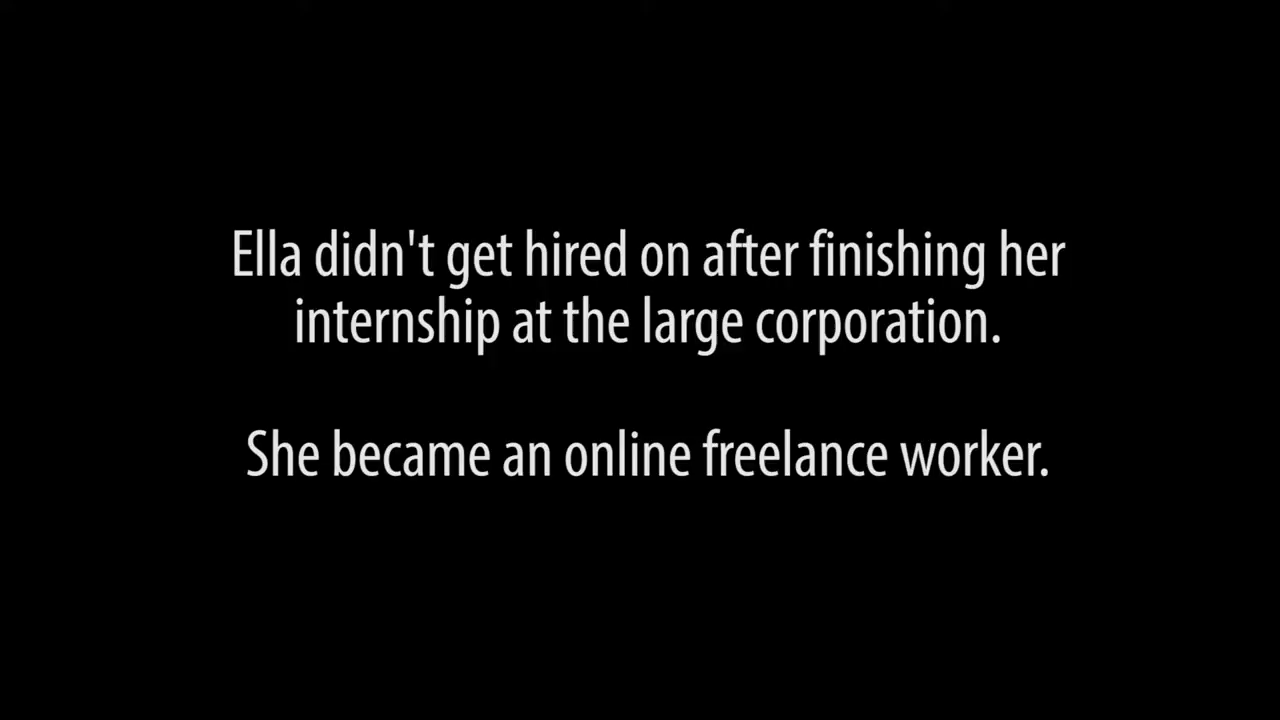 Ella didn't get hired on after finishing her
internship at the large corporation.
She became an online freelance worker.